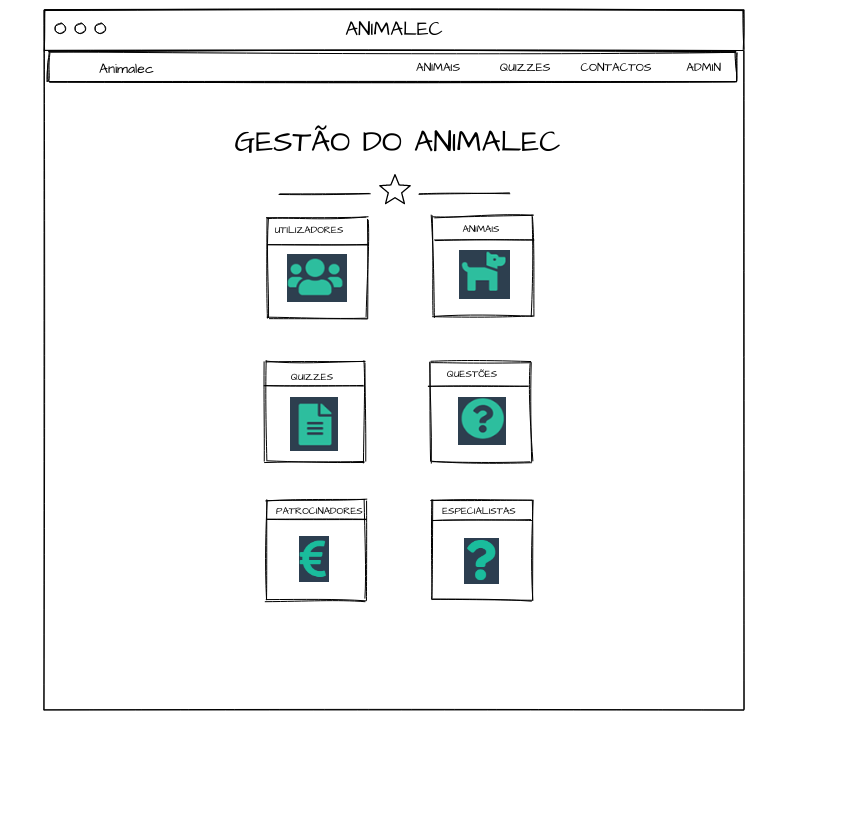 ANIMALEC
Animalec ANIMAIS QUIZZES CONTACTOS ADMIN
GESTÃO DO ANIMALEC
UTILIZADORES ANIMAIS
QUIZZES QUESTÕES
PATROCINADORES ESPECIALISTAS